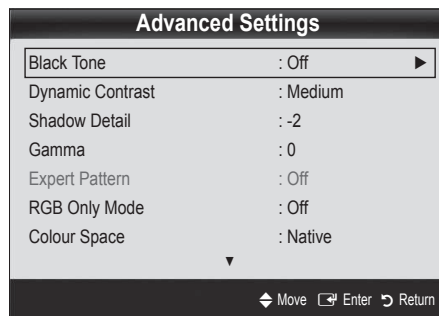 Advanced Settings
Black Tone : Off ►
Dynamic Contrast : Medium
Shadow Detail : -2
Gamma : 0
Expert Pattern : Off
RGB Only Mode : Off
Colour Space : Native
▼
Move Enter Return